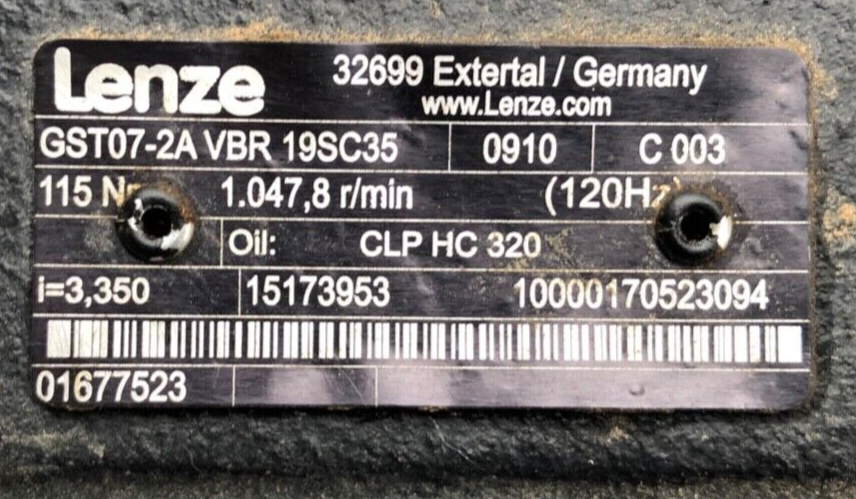 Lenze
32699 Extertal / Germany
www.Lenze.com
GST07-2A VBR 19SC35 0910 C 003
115 1.047,8 r/min (120Hz)
Oil: CLP HC 320
i=3,350 15173953 10000170523094
01677523